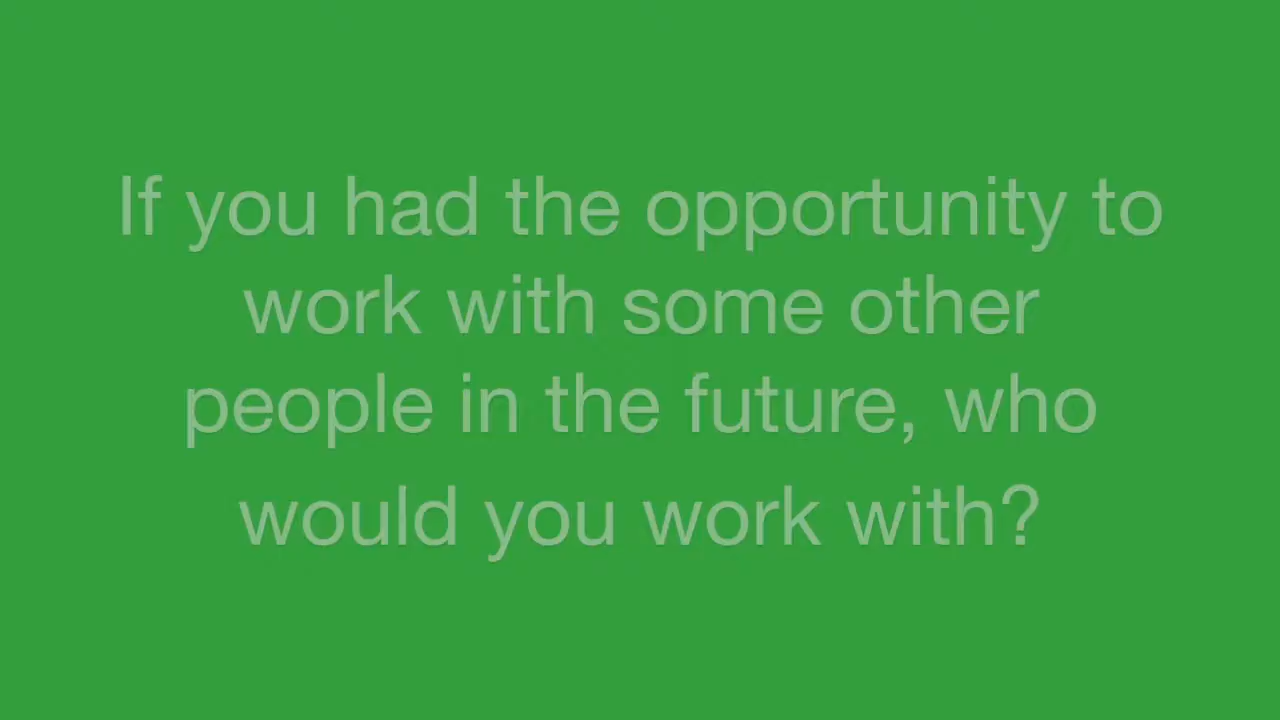 If you had the opportunity to
work with some other
people in the future, who
would you work with?